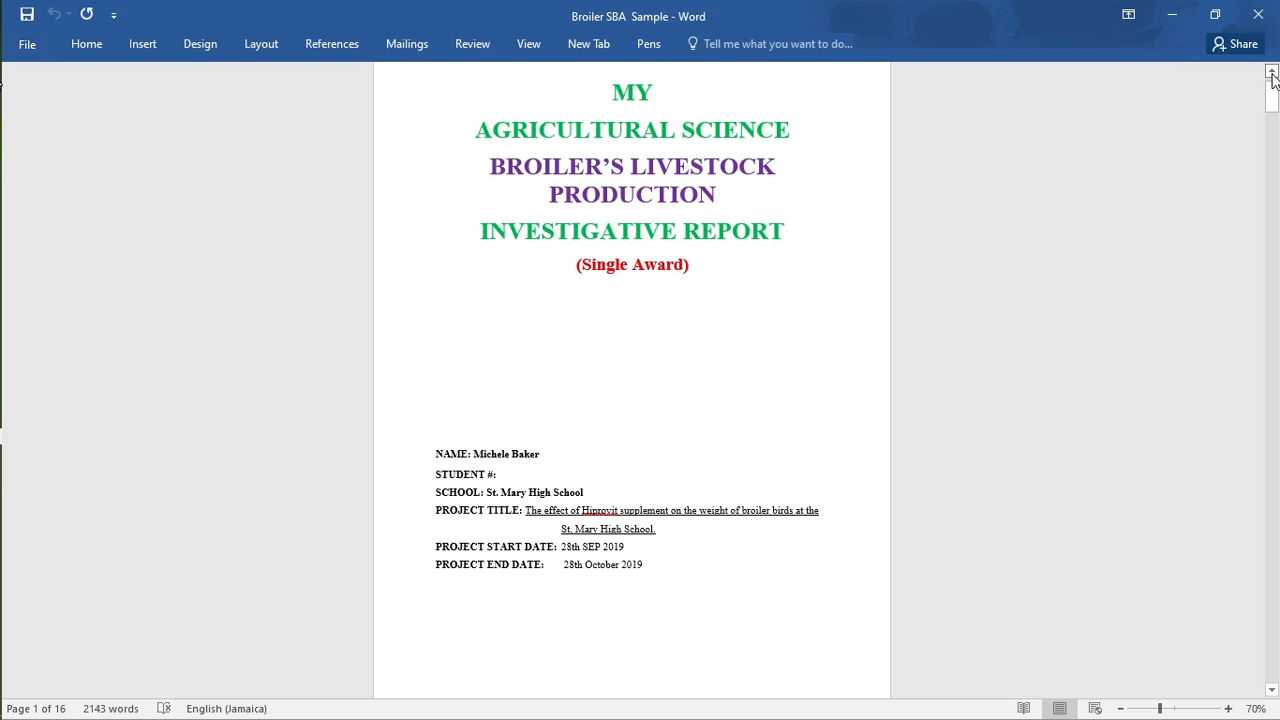 Broiler SBA Sample - Word
File Home Insert Design Layout References Mailings Review View New Tab Pens Tell me what you want to do... Share
MY
AGRICULTURAL SCIENCE
BROILER’S LIVESTOCK
PRODUCTION
INVESTIGATIVE REPORT
(Single Award)
NAME: Michele Baker
STUDENT #:
SCHOOL: St. Mary High School
PROJECT TITLE: The effect of Hiprovit supplement on the weight of broiler birds at the
St. Mary High School.
PROJECT START DATE: 28th SEP 2019
PROJECT END DATE: 28th October 2019
Page 1 of 16 2143 words English (Jamaica) 70%